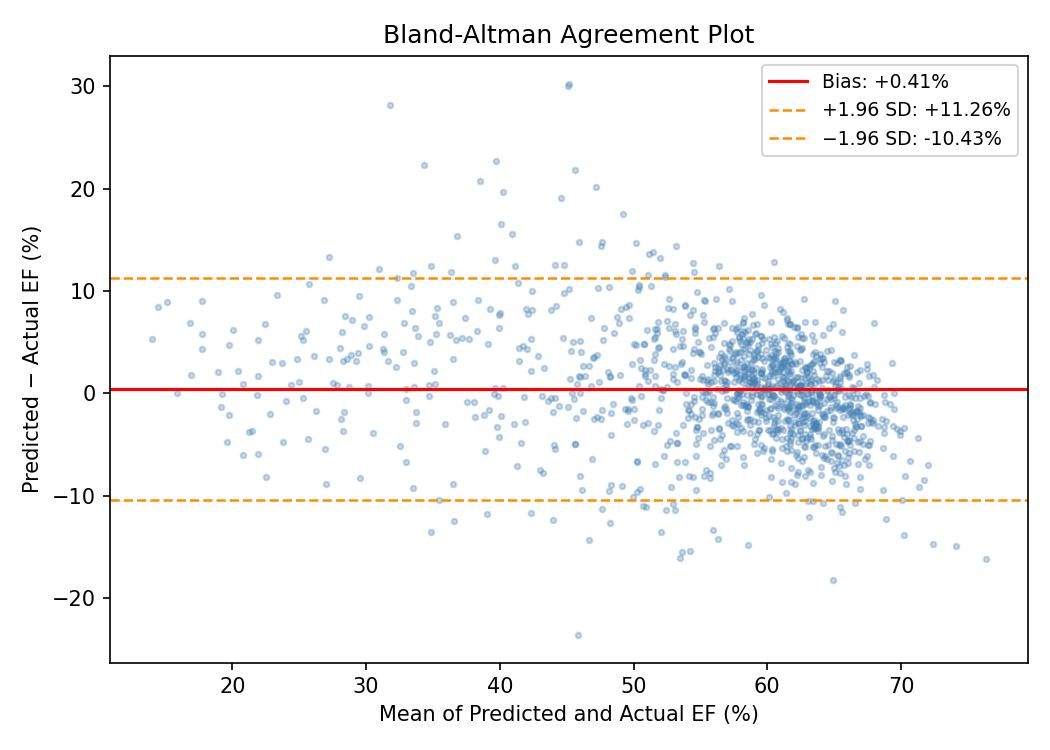 Bland-Altman Agreement Plot
Bias: +0.41%
+1.96 SD: +11.26%
−1.96 SD: -10.43%
Predicted − Actual EF (%)
30
20
10
0
−10
−20
20 30 40 50 60 70
Mean of Predicted and Actual EF (%)